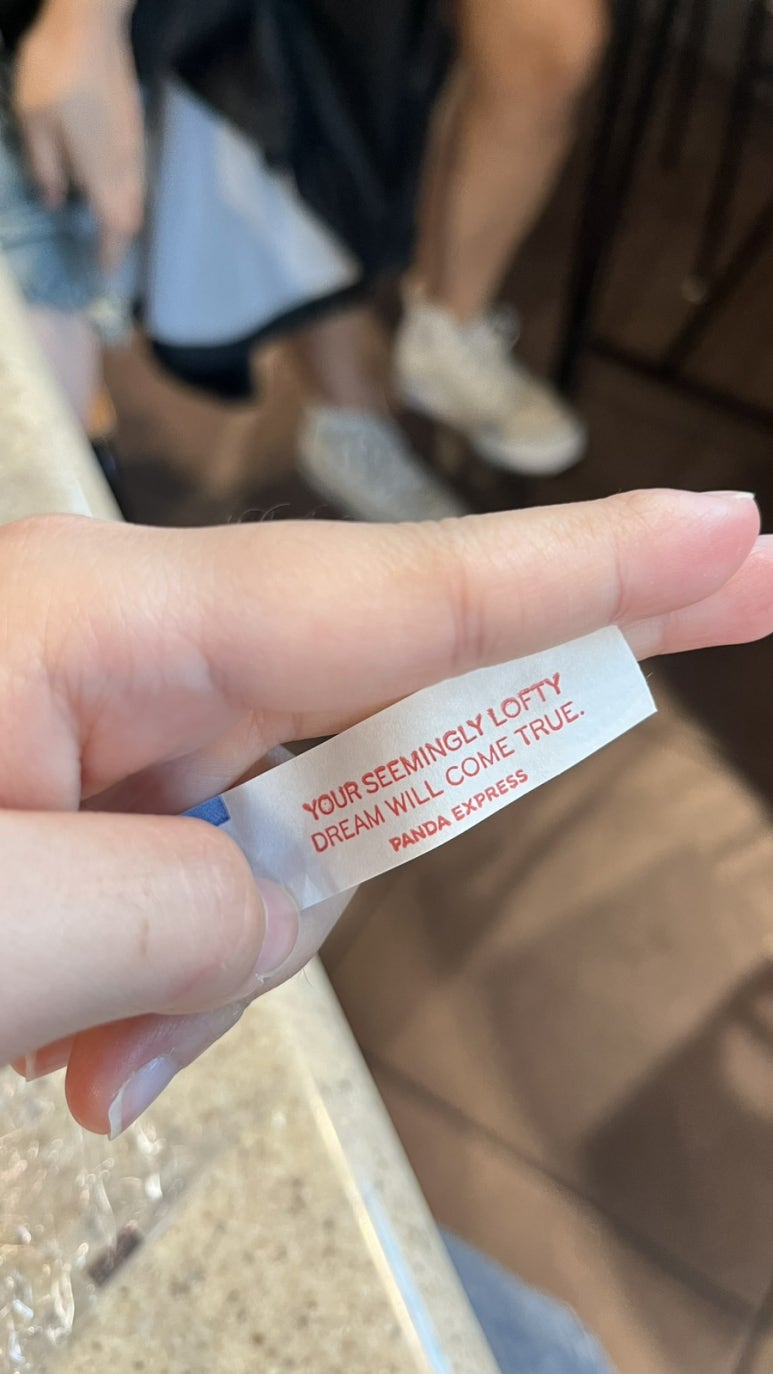 YOUR SEEMINGLY LOFTY
DREAM WILL COME TRUE.
PANDA EXPRESS